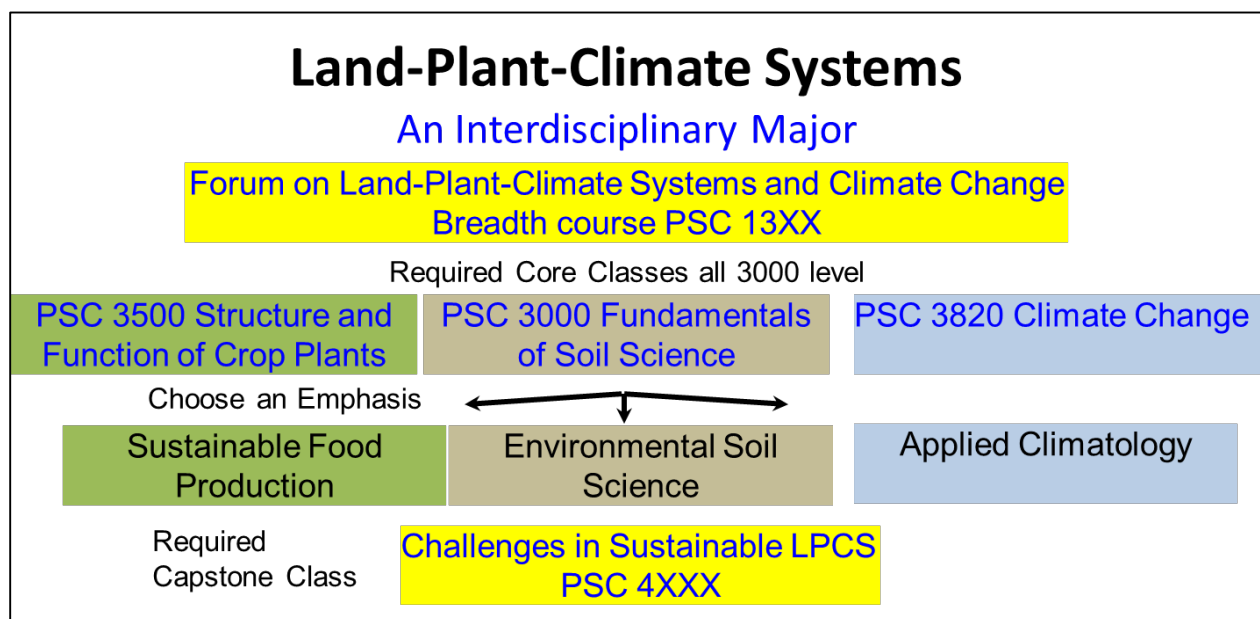 Land-Plant-Climate Systems
An Interdisciplinary Major
Forum on Land-Plant-Climate Systems and Climate Change
Breadth course PSC 13XX
Required Core Classes all 3000 level
PSC 3500 Structure and
Function of Crop Plants
PSC 3000 Fundamentals
of Soil Science
PSC 3820 Climate Change
Choose an Emphasis
Sustainable Food
Production
Environmental Soil
Science
Applied Climatology
Required
Capstone Class
Challenges in Sustainable LPCS
PSC 4XXX